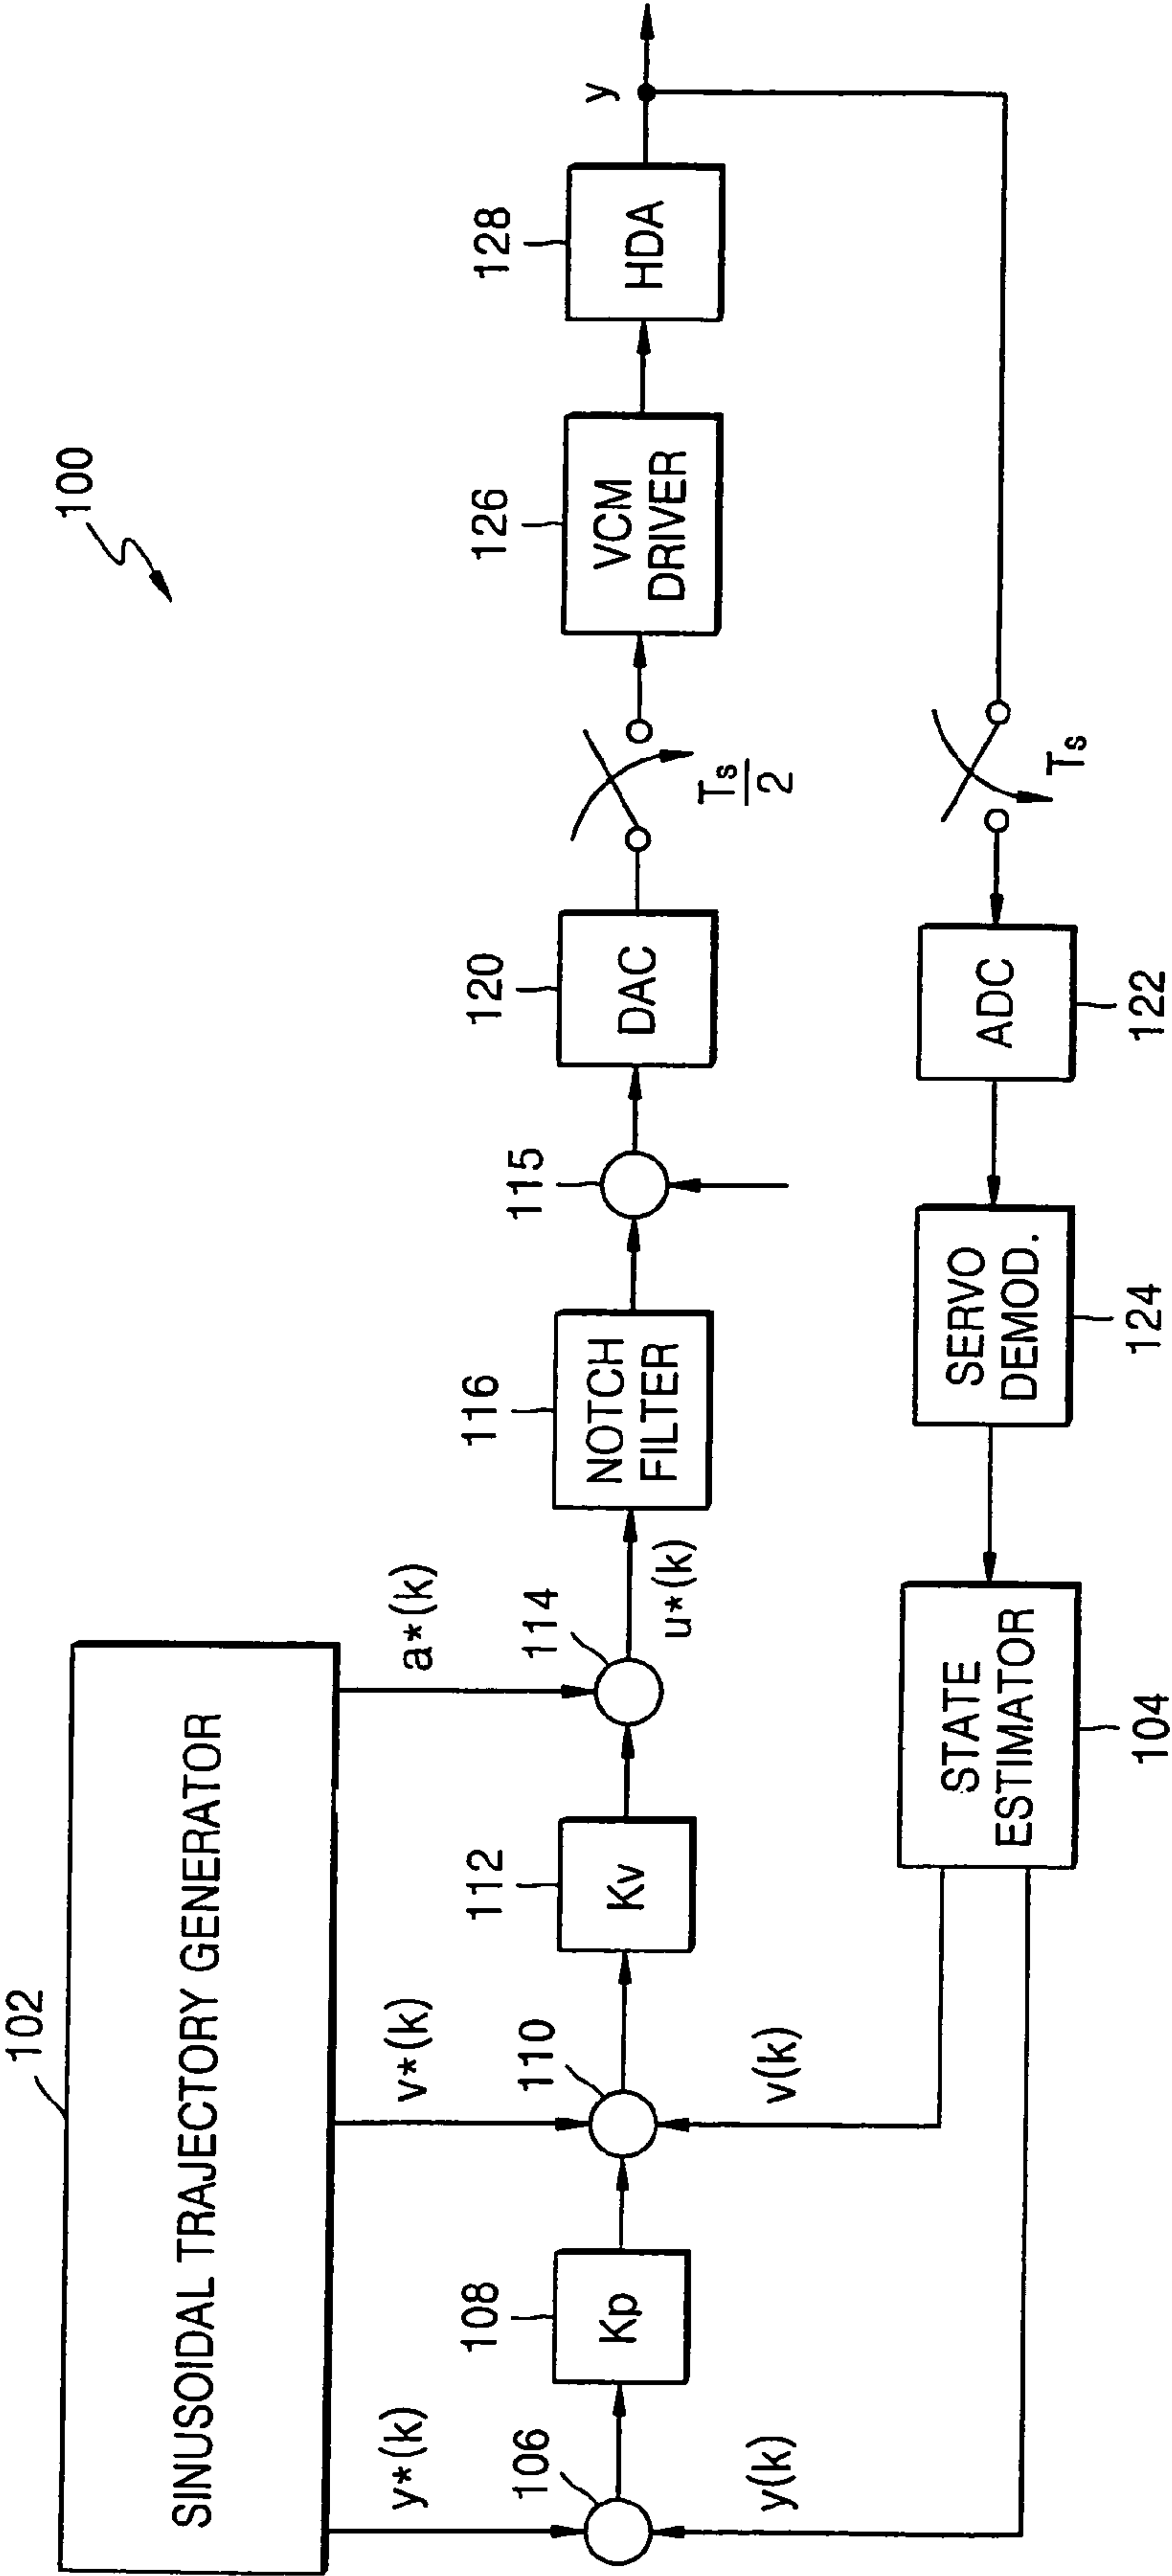 100
102
SINUSOIDAL TRAJECTORY GENERATOR
y*(k)
v*(k)
a*(k)
106
108
Kp
110
112
Kv
114
u*(k)
116
NOTCH
FILTER
115
120
DAC
Ts
2
126
VCM
DRIVER
128
HDA
y
y(k)
v(k)
STATE
ESTIMATOR
104
SERVO
DEMOD.
124
ADC
122
Ts